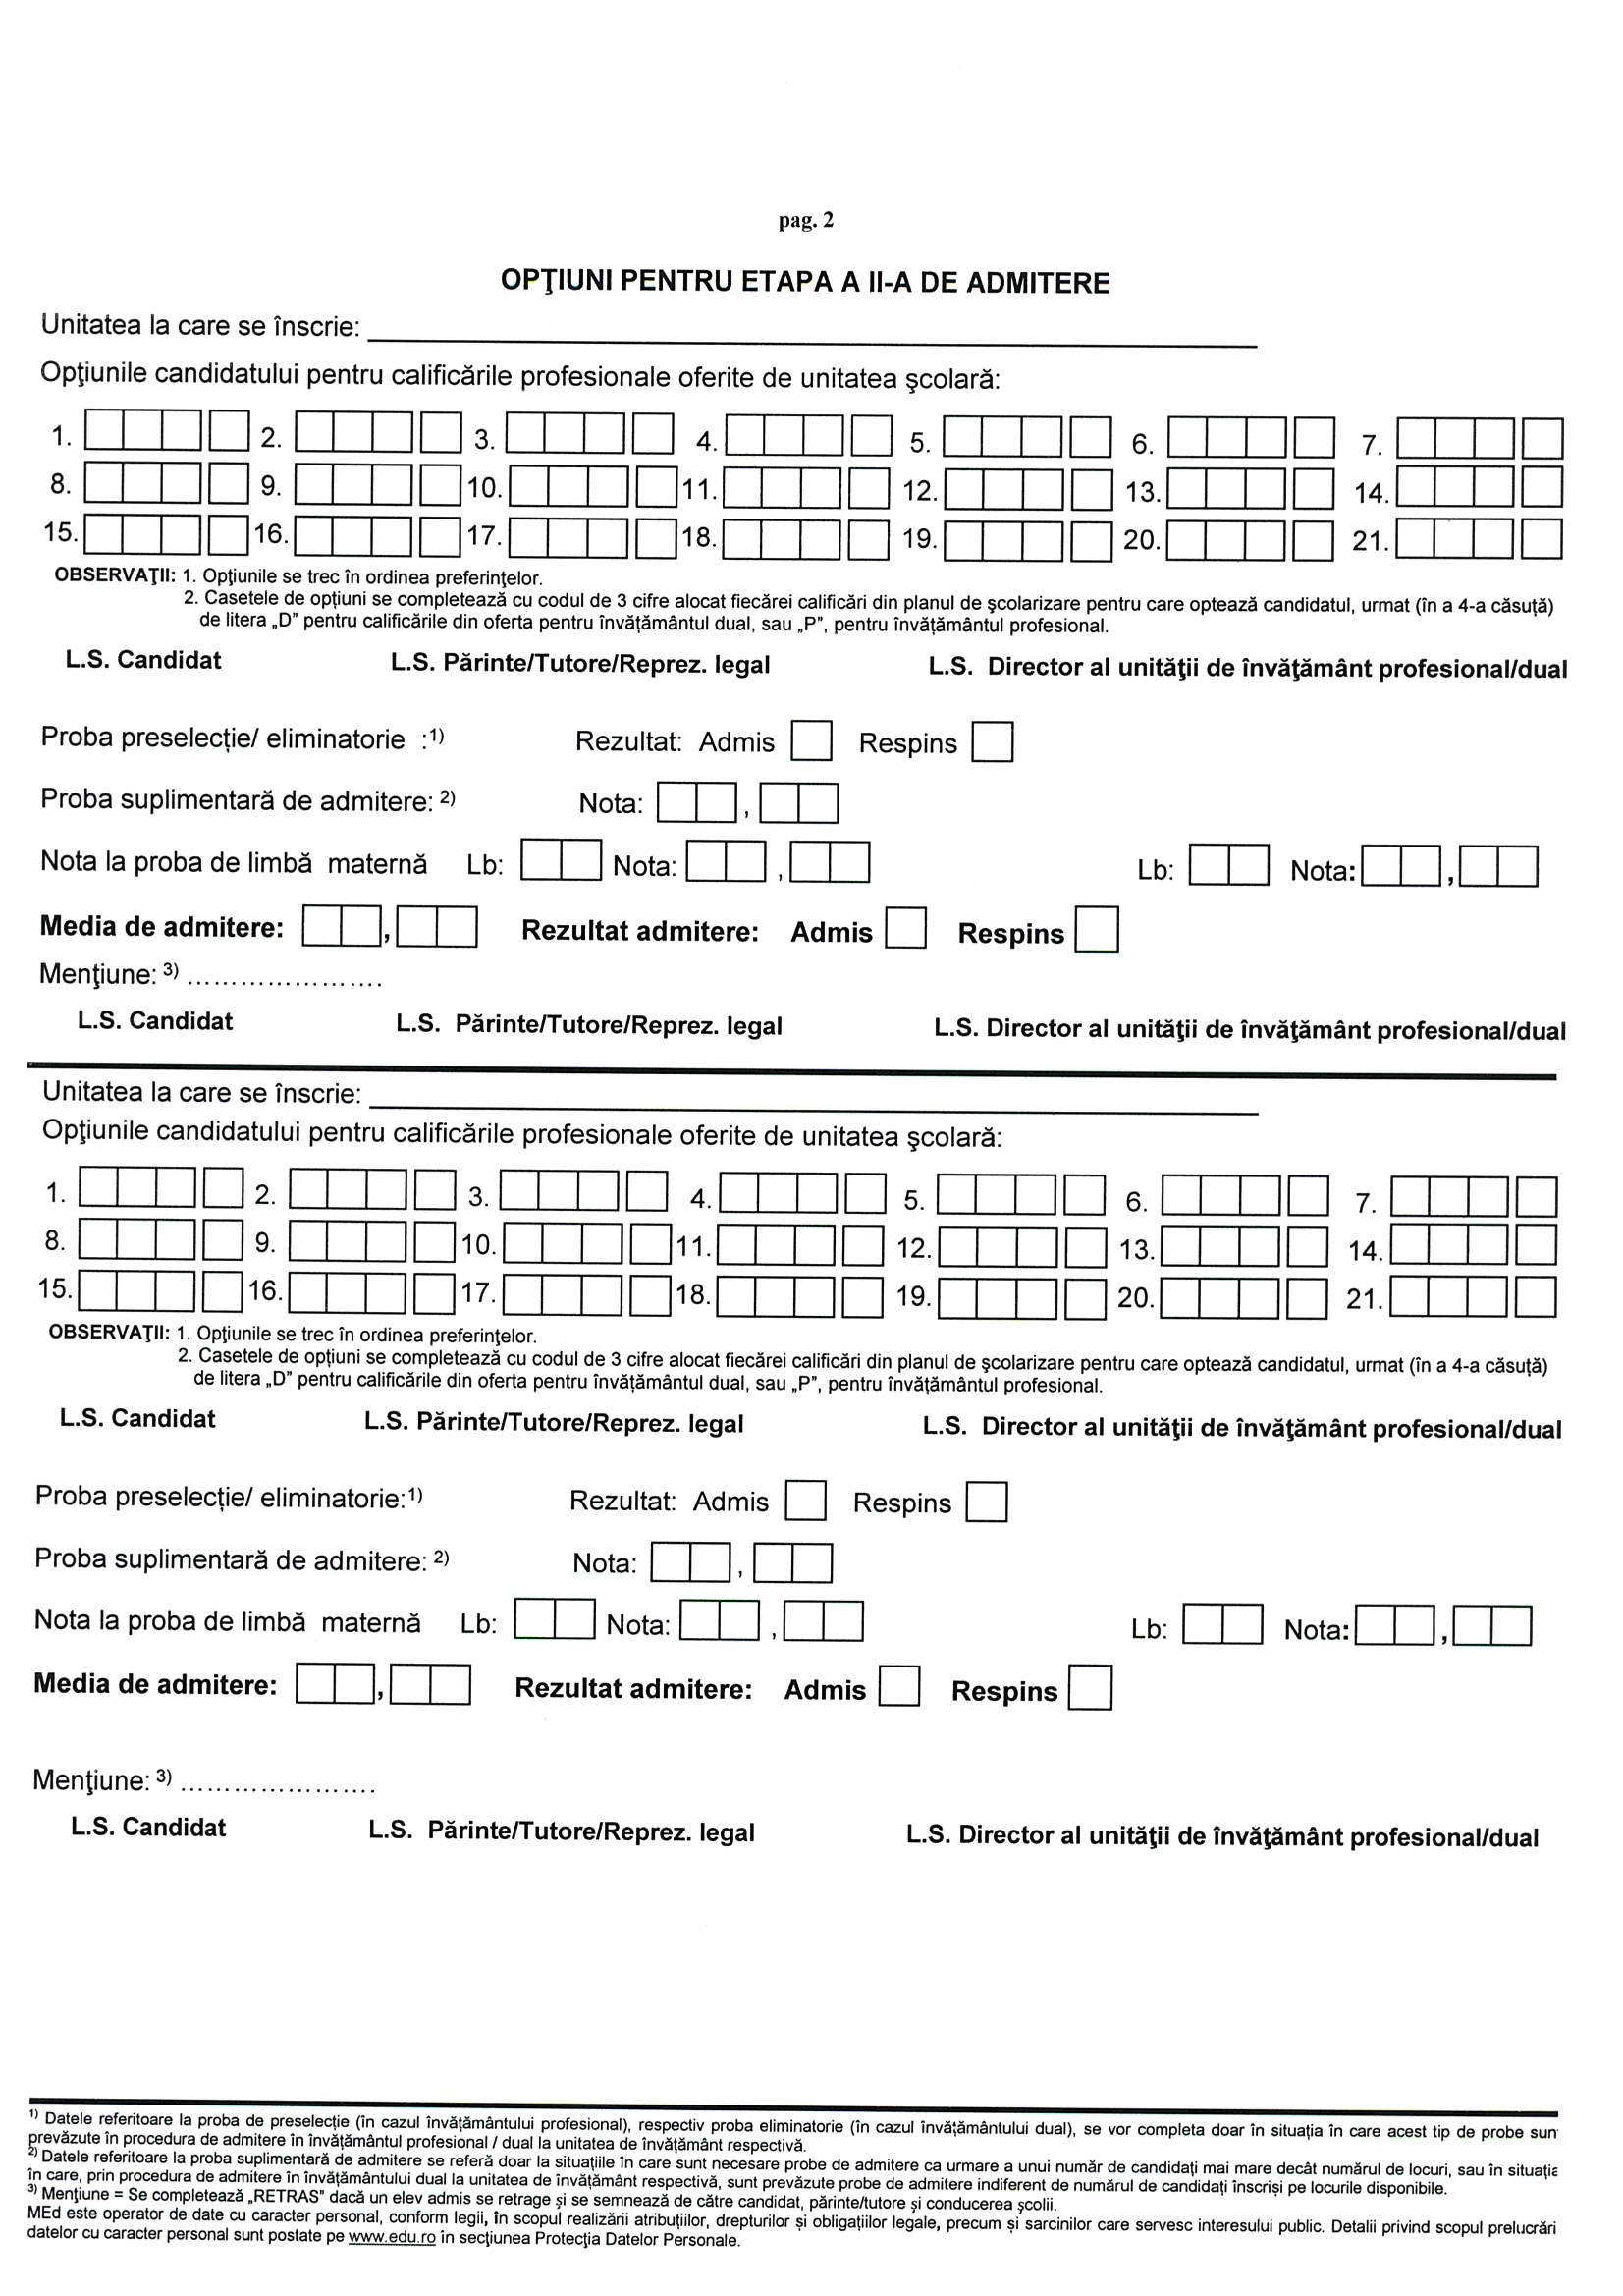 pag. 2
OPŢIUNI PENTRU ETAPA A II-A DE ADMITERE
Unitatea la care se înscrie: ___
Opţiunile candidatului pentru calificările profesionale oferite de unitatea şcolară:
1. 2. 3. 4. 5. 6. 7.
8. 9. 10. 11. 12. 13. 14.
15. 16. 17. 18. 19. 20. 21.
OBSERVAŢII: 1. Opţiunile se trec în ordinea preferinţelor.
2. Casetele de opțiuni se completează cu codul de 3 cifre alocat fiecărei calificări din planul de şcolarizare pentru care optează candidatul, urmat (în a 4-a căsuță)
de litera „D” pentru calificările din oferta pentru învățământul dual, sau „P”, pentru învățământul profesional.
L.S. Candidat L.S. Părinte/Tutore/Reprez. legal L.S. Director al unităţii de învăţământ profesional/dual
Proba preselecție/ eliminatorie :1) Rezultat: Admis Respins
Proba suplimentară de admitere: 2) Nota: ,
Nota la proba de limbă maternă Lb: Nota: , Lb: Nota: ,
Media de admitere: , Rezultat admitere: Admis Respins
Menţiune: 3) ......................
L.S. Candidat L.S. Părinte/Tutore/Reprez. legal L.S. Director al unităţii de învăţământ profesional/dual
Unitatea la care se înscrie: ___
Opţiunile candidatului pentru calificările profesionale oferite de unitatea şcolară:
1. 2. 3. 4. 5. 6. 7.
8. 9. 10. 11. 12. 13. 14.
15. 16. 17. 18. 19. 20. 21.
OBSERVAŢII: 1. Opţiunile se trec în ordinea preferinţelor.
2. Casetele de opțiuni se completează cu codul de 3 cifre alocat fiecărei calificări din planul de şcolarizare pentru care optează candidatul, urmat (în a 4-a căsuță)
de litera „D” pentru calificările din oferta pentru învățământul dual, sau „P”, pentru învățământul profesional.
L.S. Candidat L.S. Părinte/Tutore/Reprez. legal L.S. Director al unităţii de învăţământ profesional/dual
Proba preselecție/ eliminatorie:1) Rezultat: Admis Respins
Proba suplimentară de admitere: 2) Nota: ,
Nota la proba de limbă maternă Lb: Nota: , Lb: Nota: ,
Media de admitere: , Rezultat admitere: Admis Respins
Menţiune: 3) ......................
L.S. Candidat L.S. Părinte/Tutore/Reprez. legal L.S. Director al unităţii de învăţământ profesional/dual
1) Datele referitoare la proba de preselecție (în cazul învățământului profesional), respectiv proba eliminatorie (în cazul învățământului dual), se vor completa doar în situația în care acest tip de probe sun
prevăzute în procedura de admitere în învățământul profesional / dual la unitatea de învățământ respectivă.
2) Datele referitoare la proba suplimentară de admitere se referă doar la situațiile în care sunt necesare probe de admitere ca urmare a unui număr de candidați mai mare decât numărul de locuri, sau în situația
în care, prin procedura de admitere în învățământului dual la unitatea de învățământ respectivă, sunt prevăzute probe de admitere indiferent de numărul de candidați înscriși pe locurile disponibile.
3) Menţiune = Se completează „RETRAS” dacă un elev admis se retrage și se semnează de către candidat, părinte/tutore și conducerea școlii.
MEd este operator de date cu caracter personal, conform legii, în scopul realizării atribuțiilor, drepturilor și obligațiilor legale, precum și sarcinilor care servesc interesului public. Detalii privind scopul prelucrări
datelor cu caracter personal sunt postate pe www.edu.ro în secţiunea Protecţia Datelor Personale.